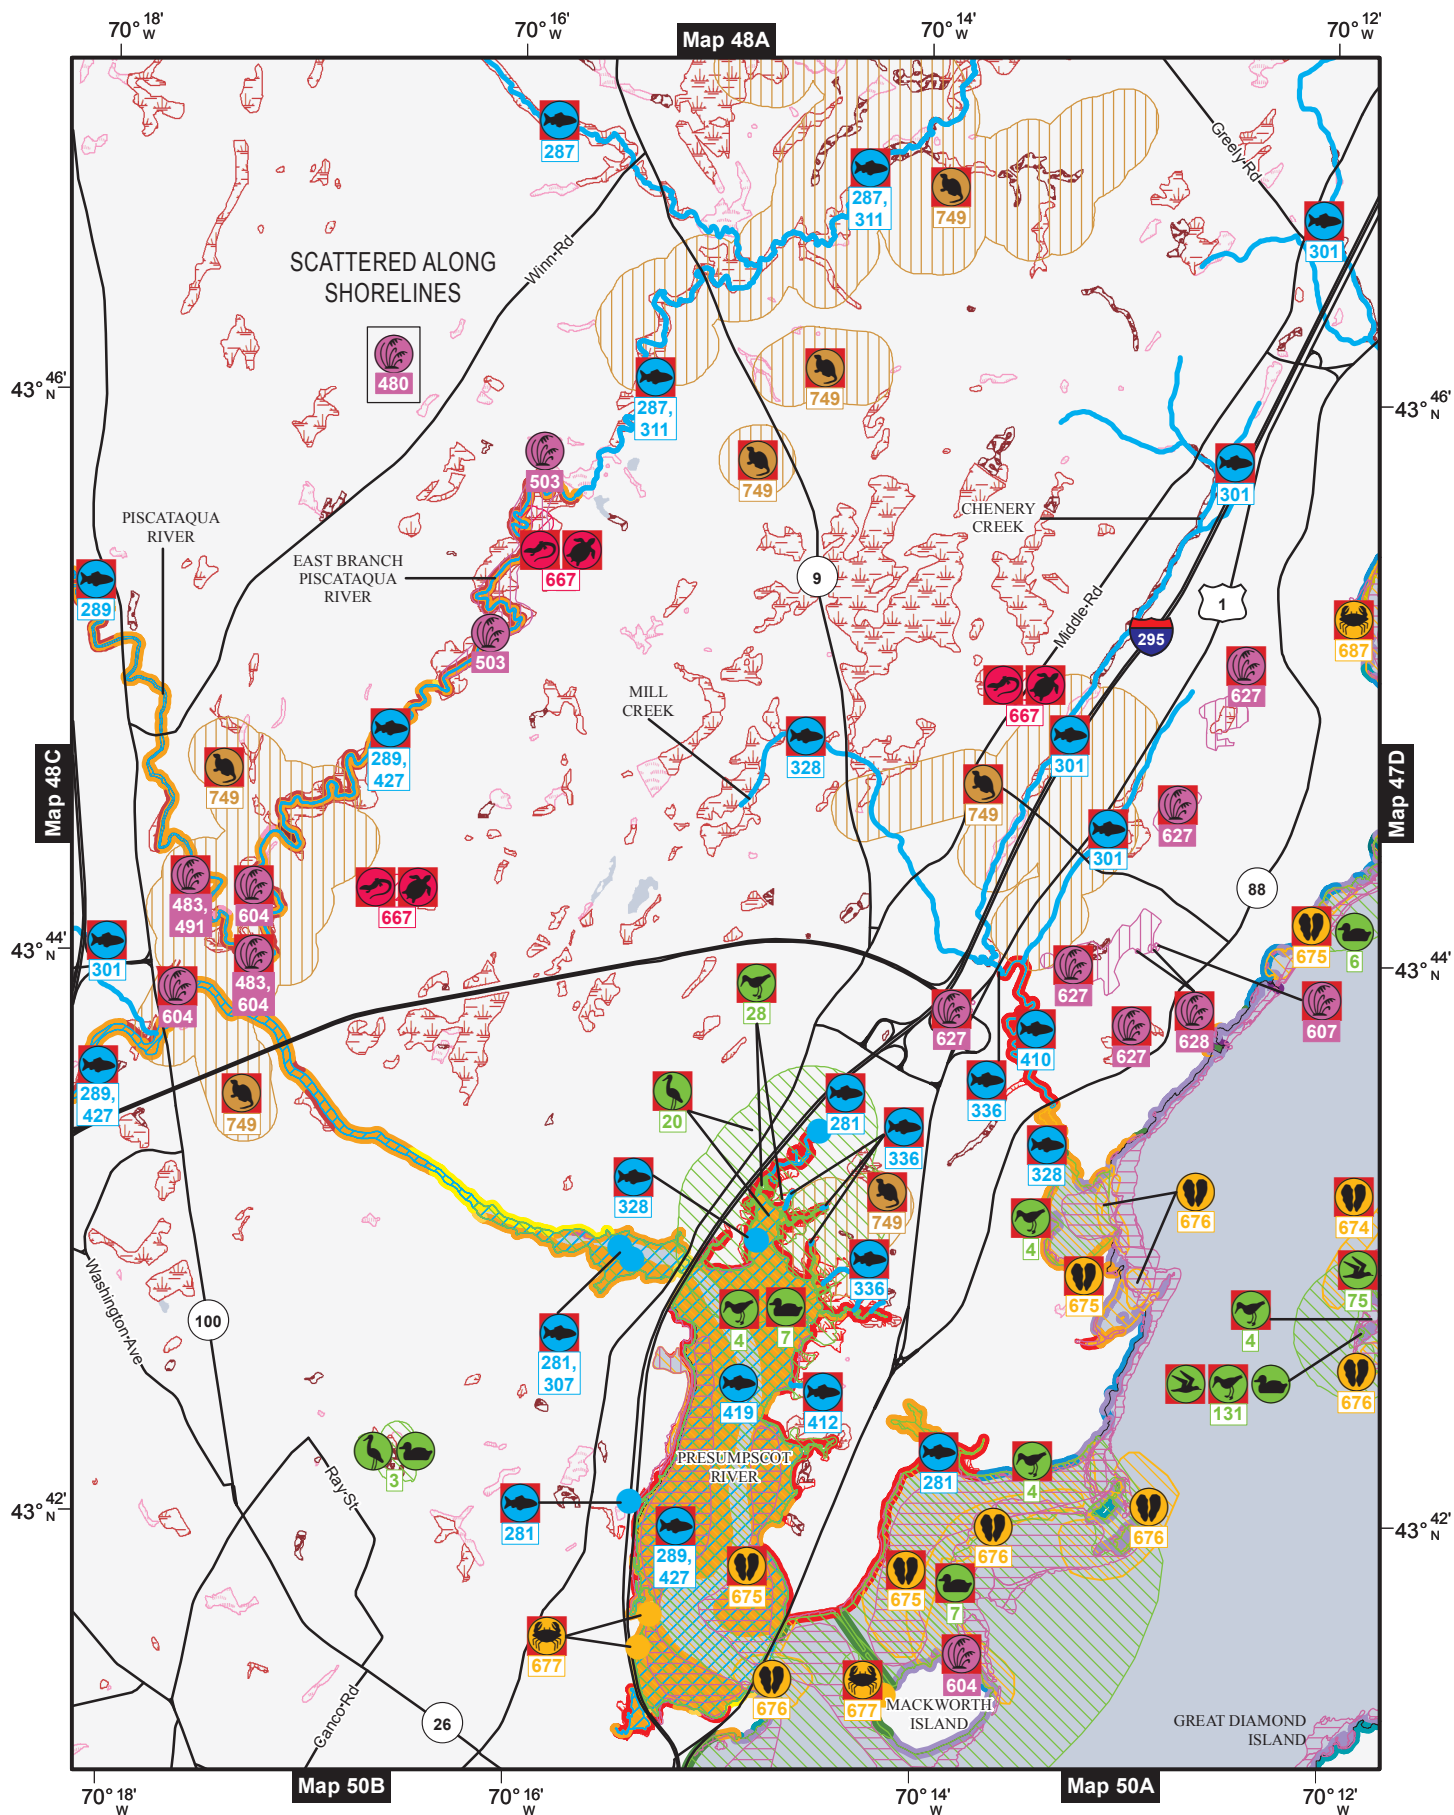 70° 18' W
70° 16' W
Map 48A
70° 14' W
70° 12' W
287
Greely Rd
287, 311
749
301
Winn Rd
SCATTERED ALONG
SHORELINES
480
43° 46' N
43° 46' N
749
287,
311
503
749
301
PISCATAQUA
RIVER
CHENERY
CREEK
EAST BRANCH
PISCATAQUA
RIVER
667
9
289
1
Middle Rd
295
687
503
627
667
MILL
CREEK
289,
427
328
301
Map 48C
Map 47D
749
749
627
301
483,
491
604
667
88
301
43° 44' N
43° 44' N
675
6
483,
604
604
28
627
627
627
628
607
410
289,
427
749
20
281
336
336
328
328
749
676
674
4
336
675
75
4
7
4
Washington Ave
100
281,
307
419
412
131
676
3
PRESUMPSCOT
RIVER
281
4
Ray St
43° 42' N
281
289,
427
676
676
43° 42' N
675
675
7
677
604
676
677
MACKWORTH
ISLAND
Canco Rd
26
GREAT DIAMOND
ISLAND
70° 18' W
Map 50B
70° 16' W
70° 14' W
Map 50A
70° 12' W